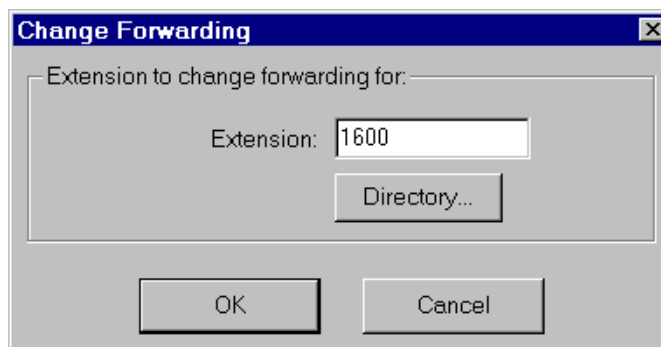 Change Forwarding
Extension to change forwarding for:
Extension: 1600
Directory...
OK Cancel